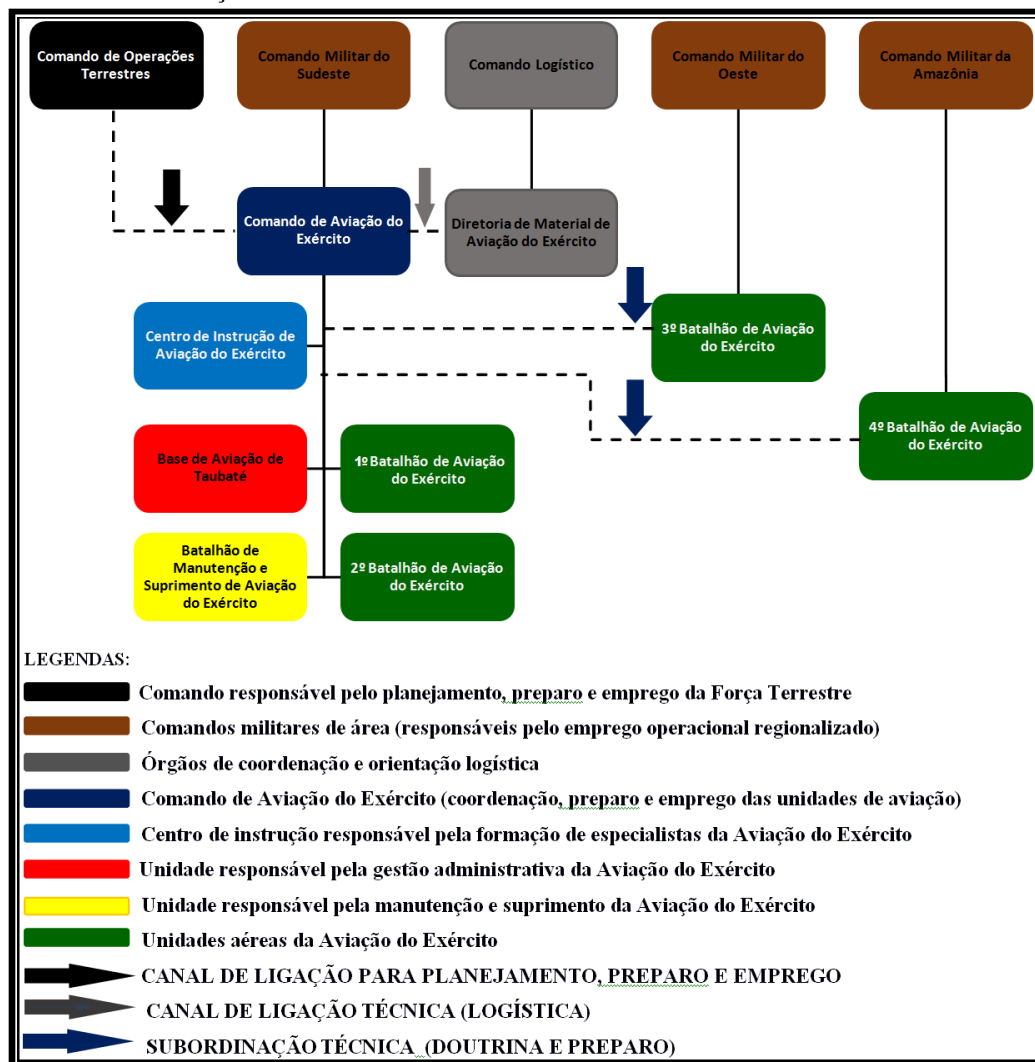 Comando de Operações
Terrestres
Comando Militar do
Sudeste
Comando Logístico
Comando Militar do
Oeste
Comando Militar da
Amazônia
Comando de Aviação do
Exército
Diretoria de Material de
Aviação do Exército
Centro de Instrução de
Aviação do Exército
3º Batalhão de Aviação
do Exército
Base de Aviação de
Taubaté
1º Batalhão de Aviação
do Exército
4º Batalhão de Aviação
do Exército
Batalhão de
Manutenção e
Suprimento de Aviação
do Exército
2º Batalhão de Aviação
do Exército
LEGENDAS:
Comando responsável pelo planejamento, preparo e emprego da Força Terrestre
Comandos militares de área (responsáveis pelo emprego operacional regionalizado)
Órgãos de coordenação e orientação logística
Comando de Aviação do Exército (coordenação, preparo e emprego das unidades de aviação)
Centro de instrução responsável pela formação de especialistas da Aviação do Exército
Unidade responsável pela gestão administrativa da Aviação do Exército
Unidade responsável pela manutenção e suprimento da Aviação do Exército
Unidades aéreas da Aviação do Exército
CANAL DE LIGAÇÃO PARA PLANEJAMENTO, PREPARO E EMPREGO
CANAL DE LIGAÇÃO TÉCNICA (LOGÍSTICA)
SUBORDINAÇÃO TÉCNICA (DOUTRINA E PREPARO)